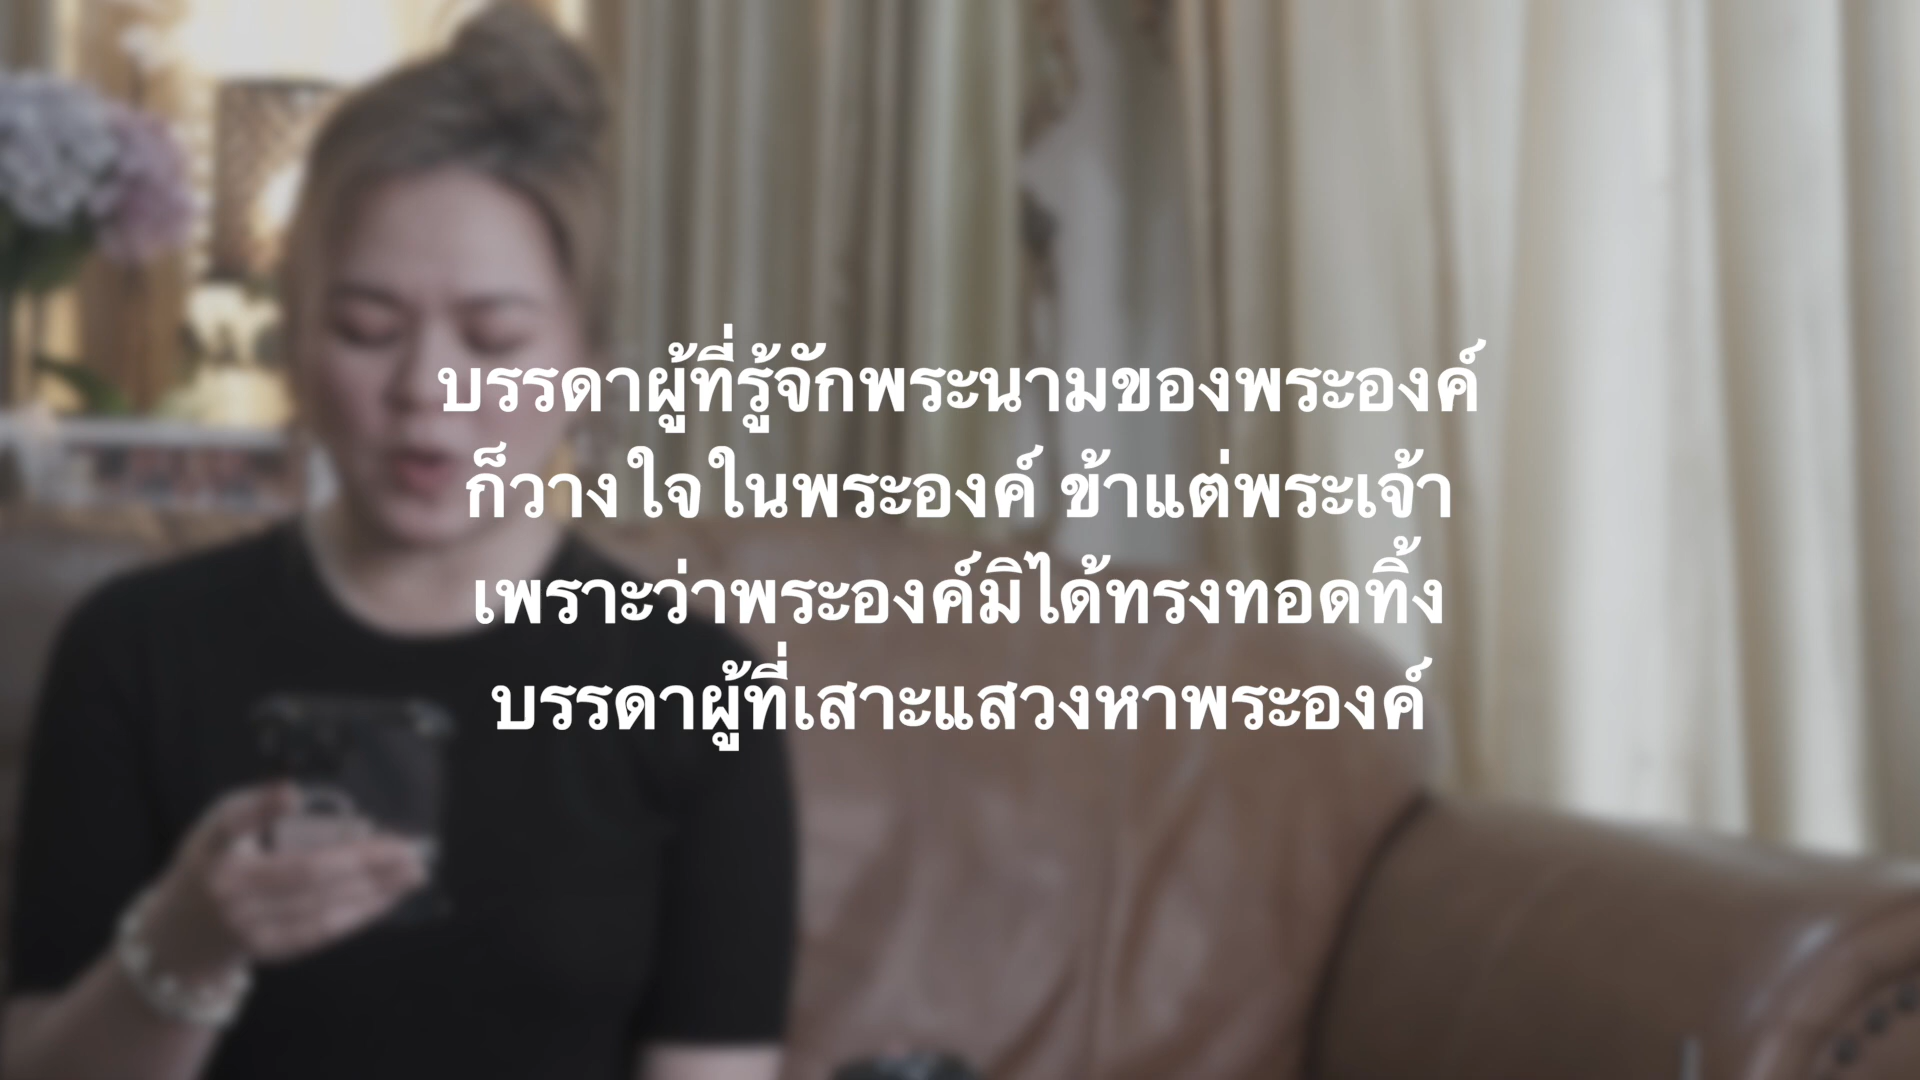 บรรดาผู้ที่รู้จักพระนามของพระองค์
ก็วางใจในพระองค์ ข้าแต่พระเจ้า
เพราะว่าพระองค์มิได้ทรงทอดทิ้ง
บรรดาผู้ที่เสาะแสวงหาพระองค์